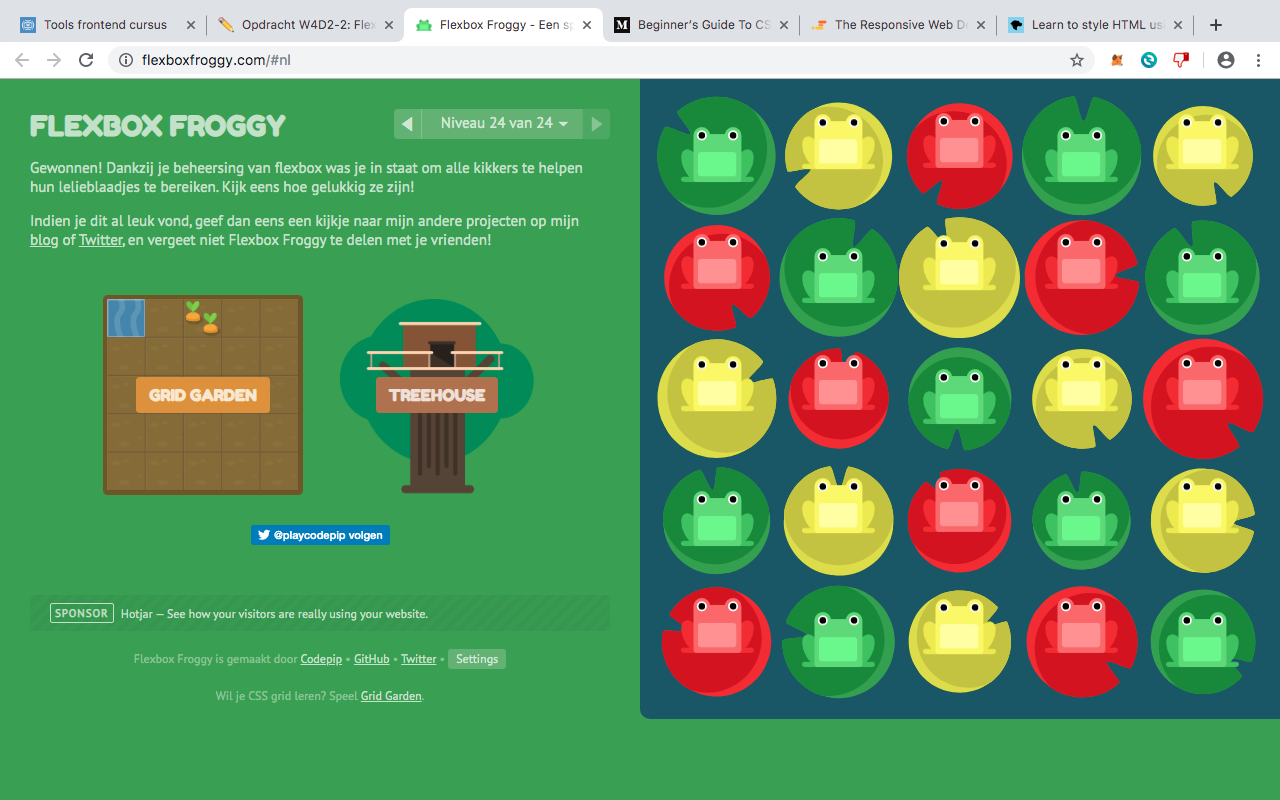 Tools frontend cursus
Opdracht W4D2-2: Flex
Flexbox Froggy - Een sp
Beginner's Guide To CS
The Responsive Web De
Learn to style HTML us
flexboxfroggy.com/#nl
FLEXBOX FROGGY
Niveau 24 van 24
Gewonnen! Dankzij je beheersing van flexbox was je in staat om alle kikkers te helpen
hun lelieblaadjes te bereiken. Kijk eens hoe gelukkig ze zijn!
Indien je dit al leuk vond, geef dan eens een kijkje naar mijn andere projecten op mijn
blog of Twitter, en vergeet niet Flexbox Froggy te delen met je vrienden!
GRID GARDEN
TREEHOUSE
@playcodepip volgen
SPONSOR Hotjar — See how your visitors are really using your website.
Flexbox Froggy is gemaakt door Codepip • GitHub • Twitter • Settings
Wil je CSS grid leren? Speel Grid Garden.